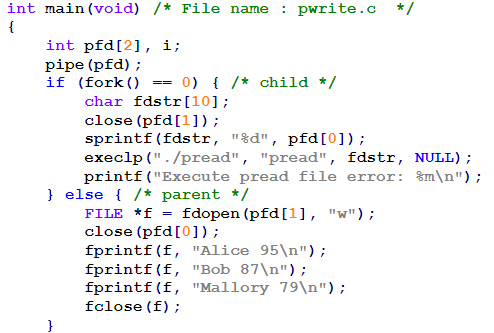 int main(void) /* File name : pwrite.c  */
{
    int pfd[2], i;
    pipe(pfd);
    if (fork() == 0) { /* child */
        char fdstr[10];
        close(pfd[1]);
        sprintf(fdstr, "%d", pfd[0]);
        execlp("./pread", "pread", fdstr, NULL);
        printf("Execute pread file error: %m\n");
    } else { /* parent */
        FILE *f = fdopen(pfd[1], "w");
        close(pfd[0]);
        fprintf(f, "Alice 95\n");
        fprintf(f, "Bob 87\n");
        fprintf(f, "Mallory 79\n");
        fclose(f);
    }